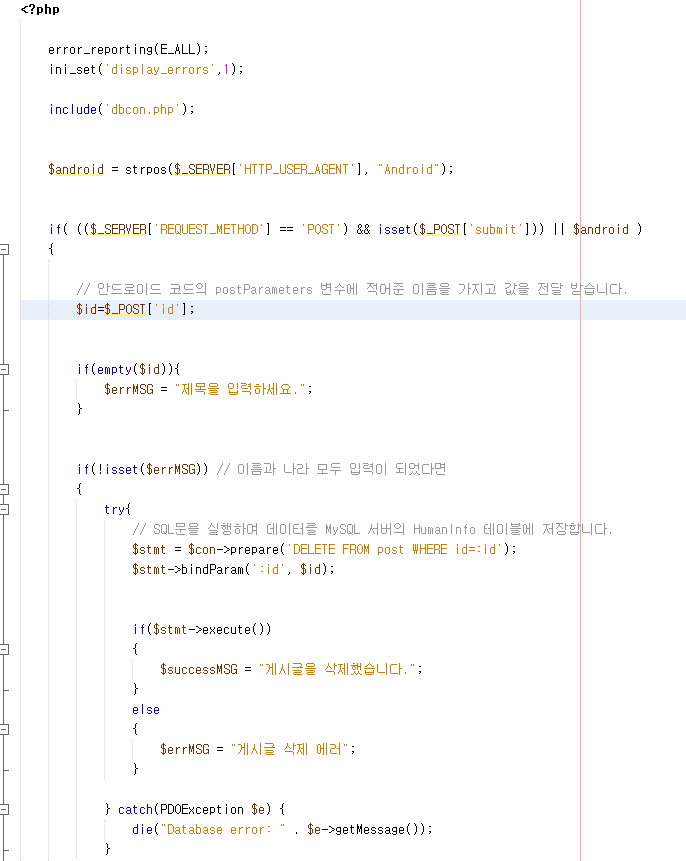 <?php
error_reporting(E_ALL);
ini_set('display_errors',1);
include('dbcon.php');
$android = strpos($_SERVER['HTTP_USER_AGENT'], "Android");
if( (($_SERVER['REQUEST_METHOD'] == 'POST') && isset($_POST['submit'])) || $android )
{
// 안드로이드 코드의 postParameters 변수에 적어준 이름을 가지고 값을 전달 받습니다.
$id=$_POST['id'];
if(empty($id)){
$errMSG = "제목을 입력하세요.";
}
if(!isset($errMSG)) // 이름과 나라 모두 입력이 되었다면
{
try{
// SQL문을 실행하여 데이터를 MySQL 서버의 HumanInfo 테이블에 저장합니다.
$stmt = $con->prepare('DELETE FROM post WHERE id=:id');
$stmt->bindParam(':id', $id);
if($stmt->execute())
{
$successMSG = "게시글을 삭제했습니다.";
}
else
{
$errMSG = "게시글 삭제 에러";
}
} catch(PDOException $e) {
die("Database error: " . $e->getMessage());
}